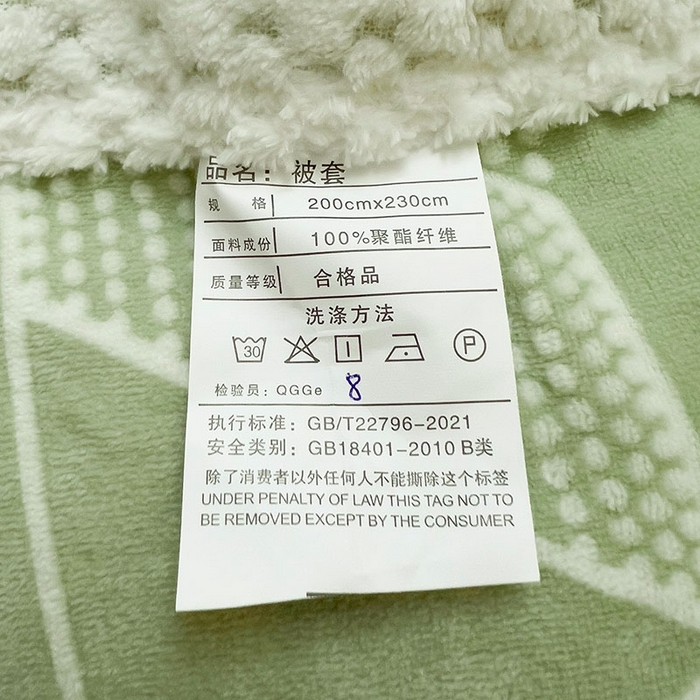 品名：被套
规 格 200cmx230cm
面料成份 100%聚酯纤维
质量等级 合格品
洗涤方法
30 P
检验员：QGGe 8
执行标准：GB/T22796-2021
安全类别：GB18401-2010 B类
除了消费者以外任何人不能撕除这个标签
UNDER PENALTY OF LAW THIS TAG NOT TO
BE REMOVED EXCEPT BY THE CONSUMER